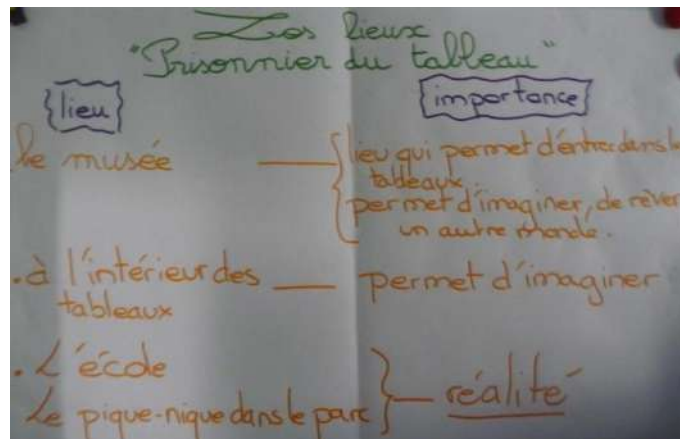 Les lieux
"Prisonnier du tableau"
lieu
importance
le musée
lieu qui permet d'entrer dans le
tableaux
permet d'imaginer, de rêver
un autre monde.
.à l'intérieur des
tableaux
permet d'imaginer
. L'école
Le pique-nique dans le parc
réalité